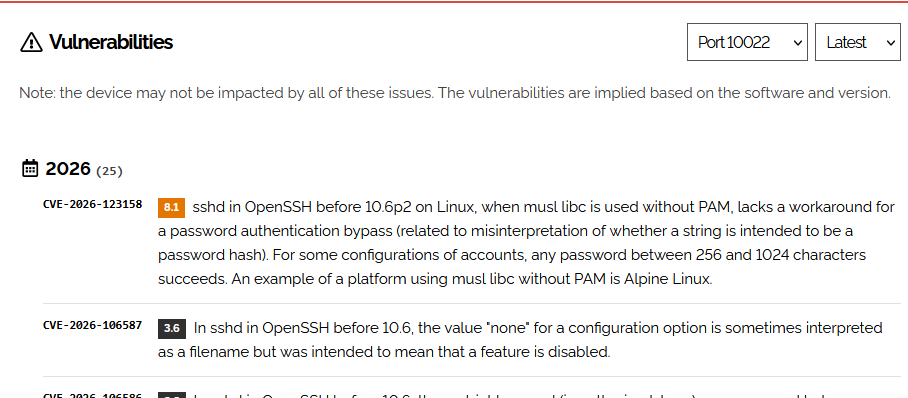 Vulnerabilities
Port 10022
Latest
Note: the device may not be impacted by all of these issues. The vulnerabilities are implied based on the software and version.
2026 (25)
CVE-2026-123158
8.1 sshd in OpenSSH before 10.6p2 on Linux, when musl libc is used without PAM, lacks a workaround for
a password authentication bypass (related to misinterpretation of whether a string is intended to be a
password hash). For some configurations of accounts, any password between 256 and 1024 characters
succeeds. An example of a platform using musl libc without PAM is Alpine Linux.
CVE-2026-106587
3.6 In sshd in OpenSSH before 10.6, the value "none" for a configuration option is sometimes interpreted
as a filename but was intended to mean that a feature is disabled.